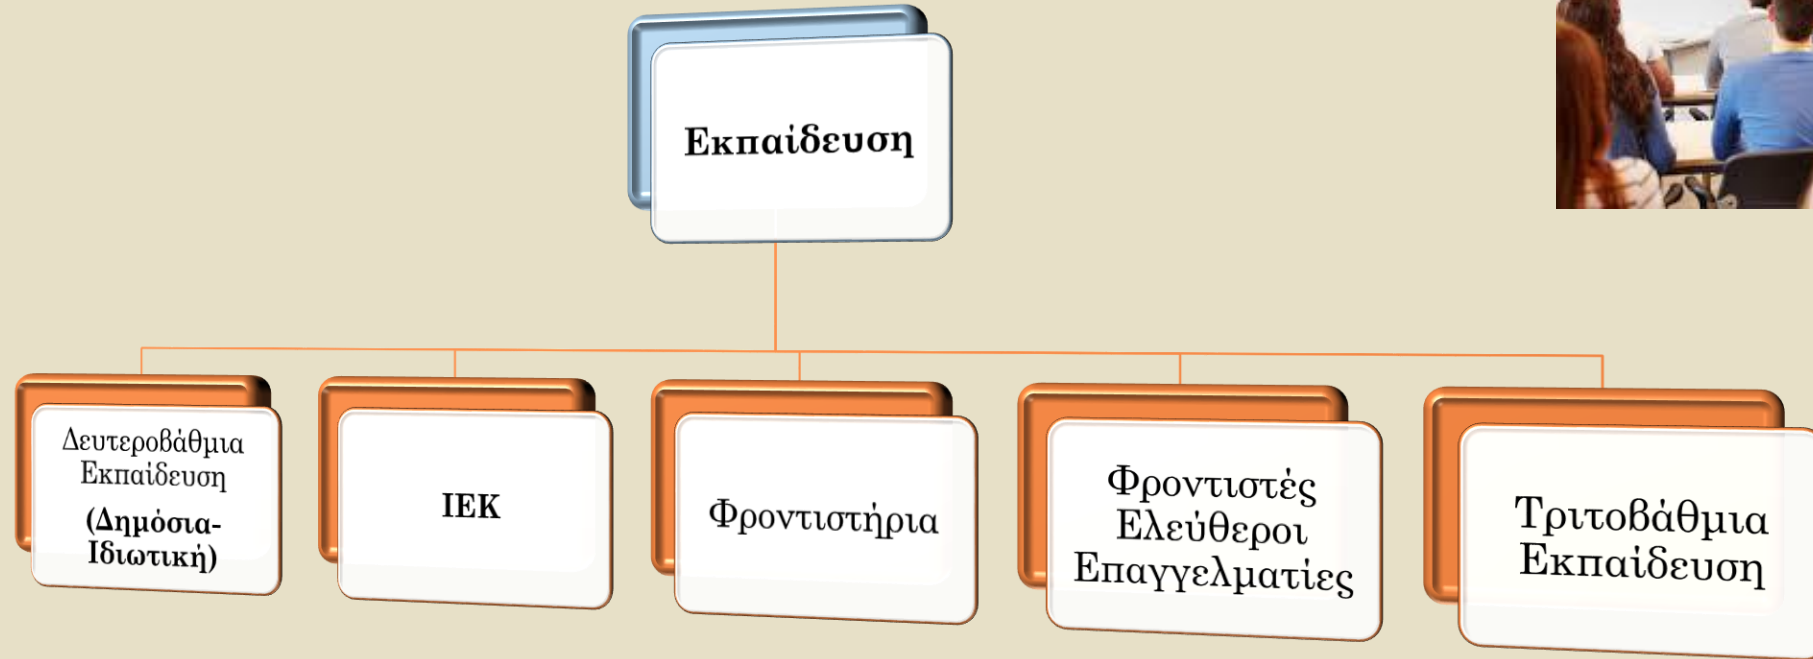 Εκπαίδευση
Δευτεροβάθμια
Εκπαίδευση
(Δημόσια-
Ιδιωτική)
ΙΕΚ
Φροντιστήρια
Φροντιστές
Ελεύθεροι
Επαγγελματίες
Τριτοβάθμια
Εκπαίδευση